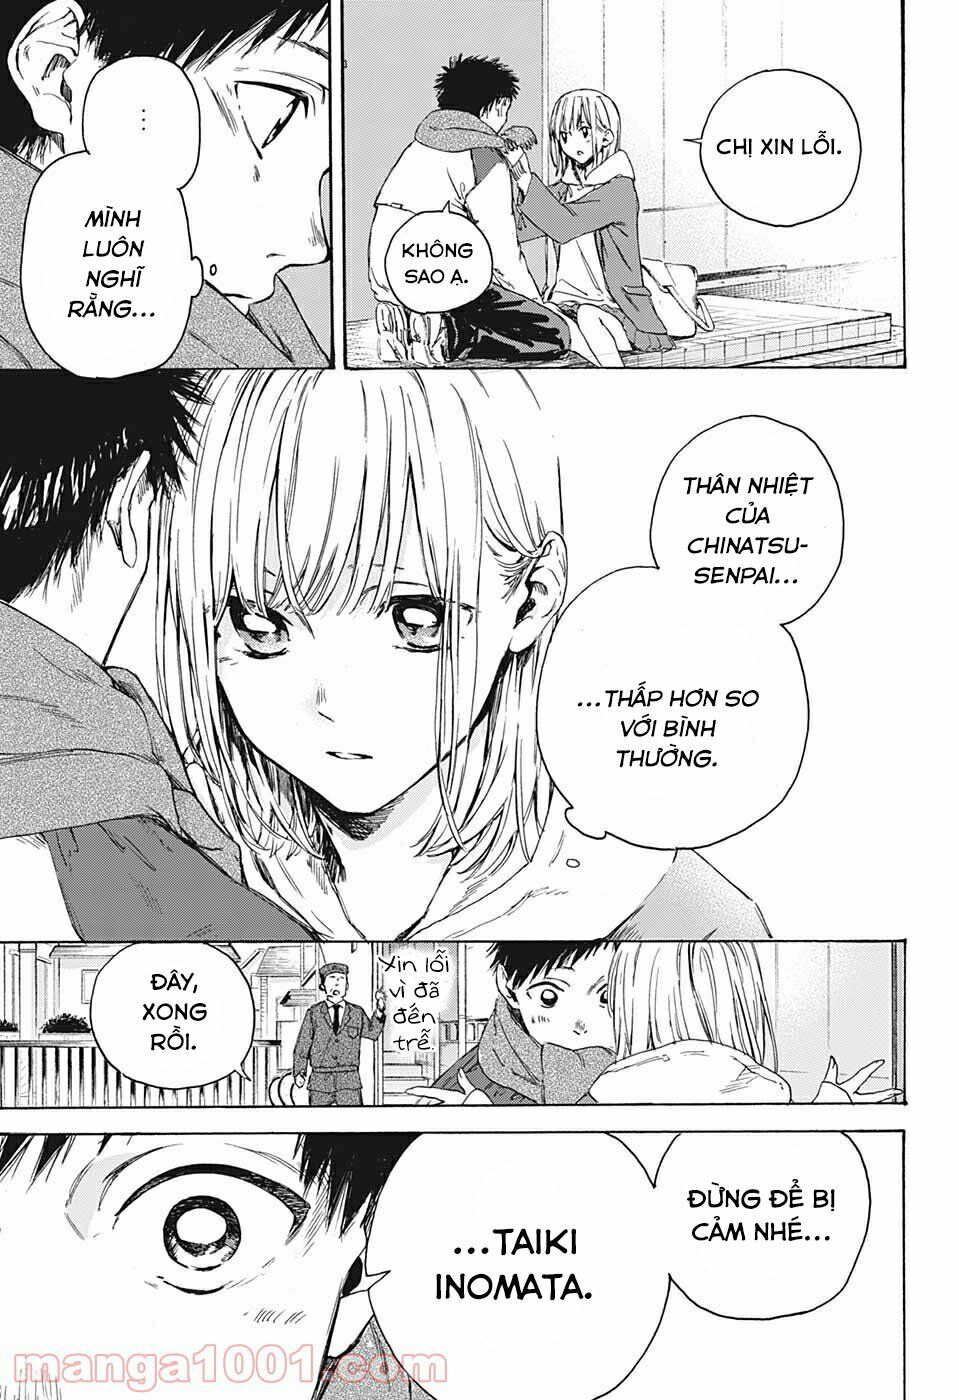 CHỊ XIN LỖI.
KHÔNG
SAO Ạ.
...
MÌNH
LUÔN
NGHĨ
RẰNG...
THÂN NHIỆT
CỦA
CHINATSU-
SENPAI...
...THẤP HƠN SO
VỚI BÌNH
THƯỜNG.
Xin lỗi
vì đã
đến
trễ.
ĐÂY,
XONG
RỒI.
ĐỪNG ĐỂ BỊ
CẢM NHÉ...
...TAIKI
INOMATA.
manga1001.com